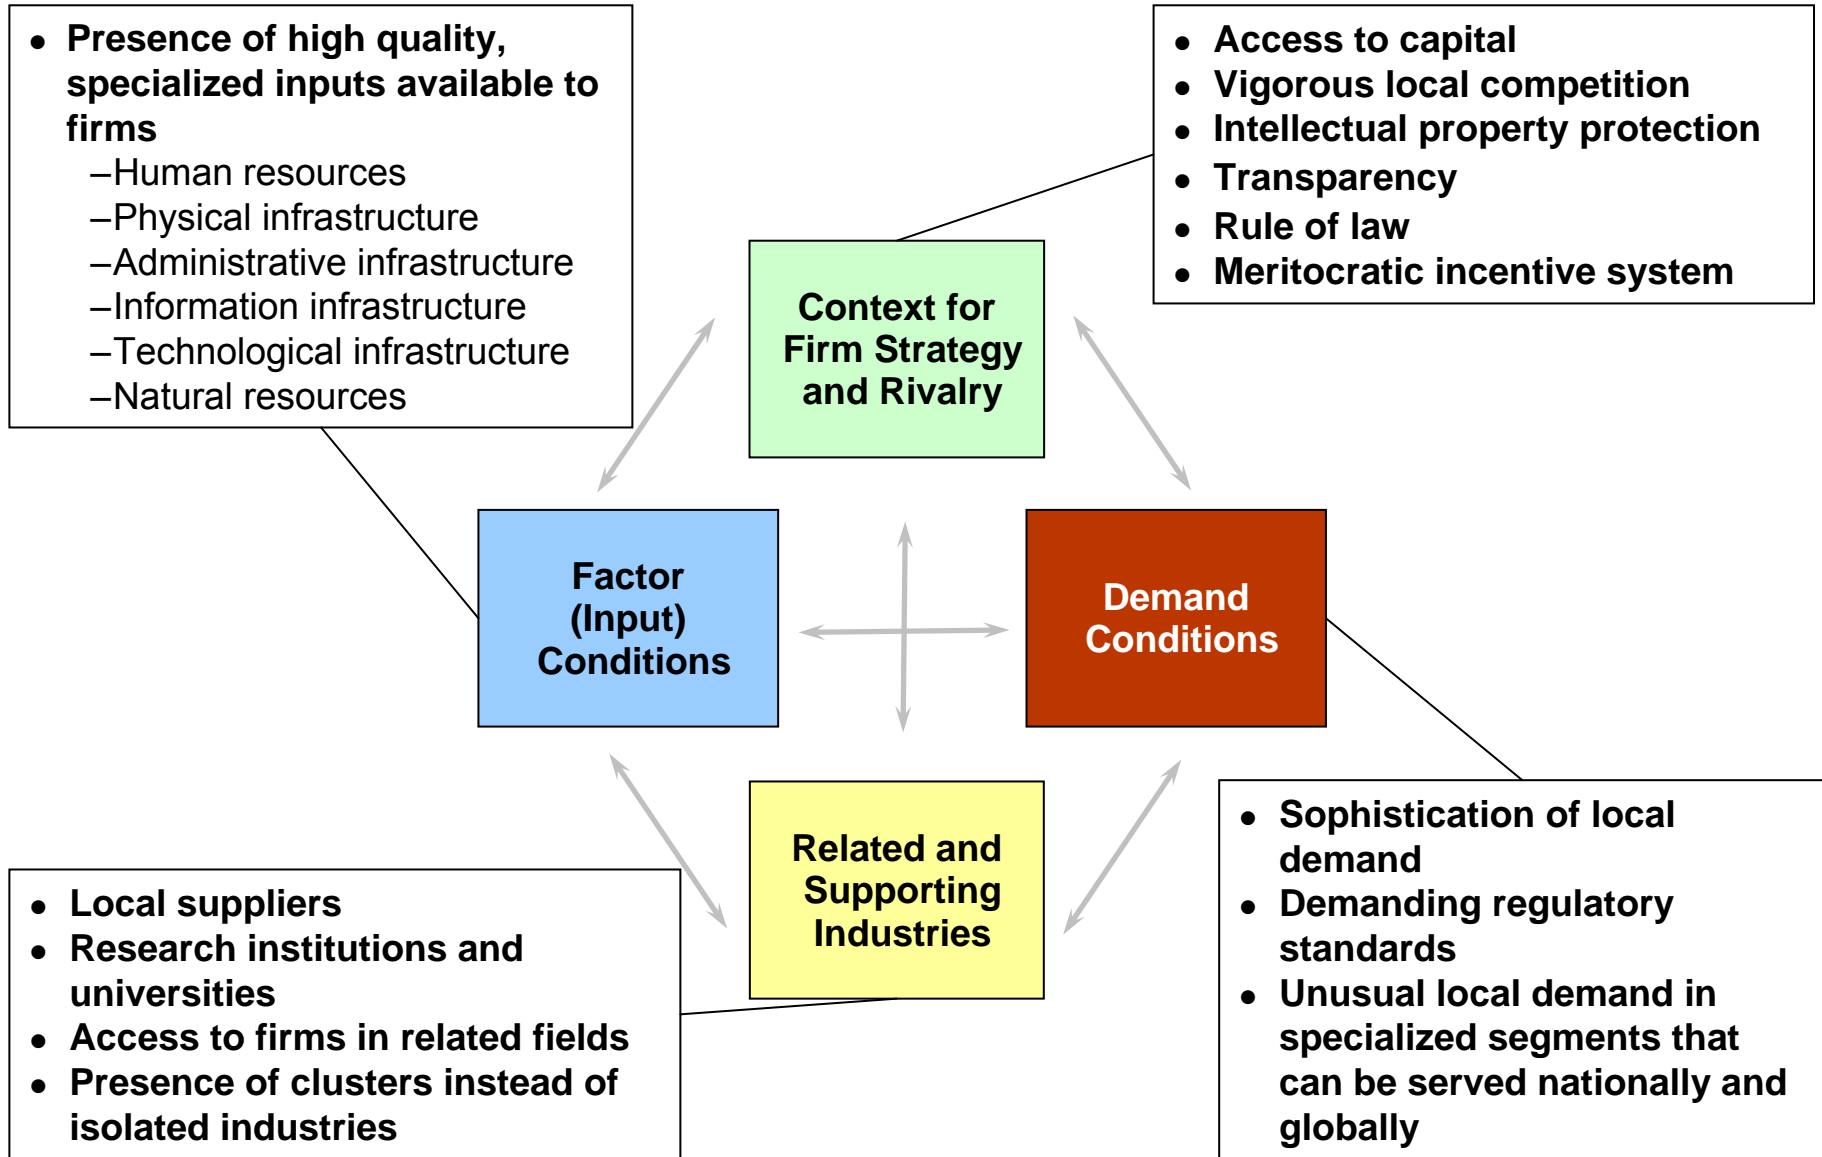 ● Presence of high quality,
specialized inputs available to
firms
–Human resources
–Physical infrastructure
–Administrative infrastructure
–Information infrastructure
–Technological infrastructure
–Natural resources
● Access to capital
● Vigorous local competition
● Intellectual property protection
● Transparency
● Rule of law
● Meritocratic incentive system
Context for
Firm Strategy
and Rivalry
Factor
(Input)
Conditions
Demand
Conditions
Related and
Supporting
Industries
● Local suppliers
● Research institutions and
universities
● Access to firms in related fields
● Presence of clusters instead of
isolated industries
● Sophistication of local
demand
● Demanding regulatory
standards
● Unusual local demand in
specialized segments that
can be served nationally and
globally